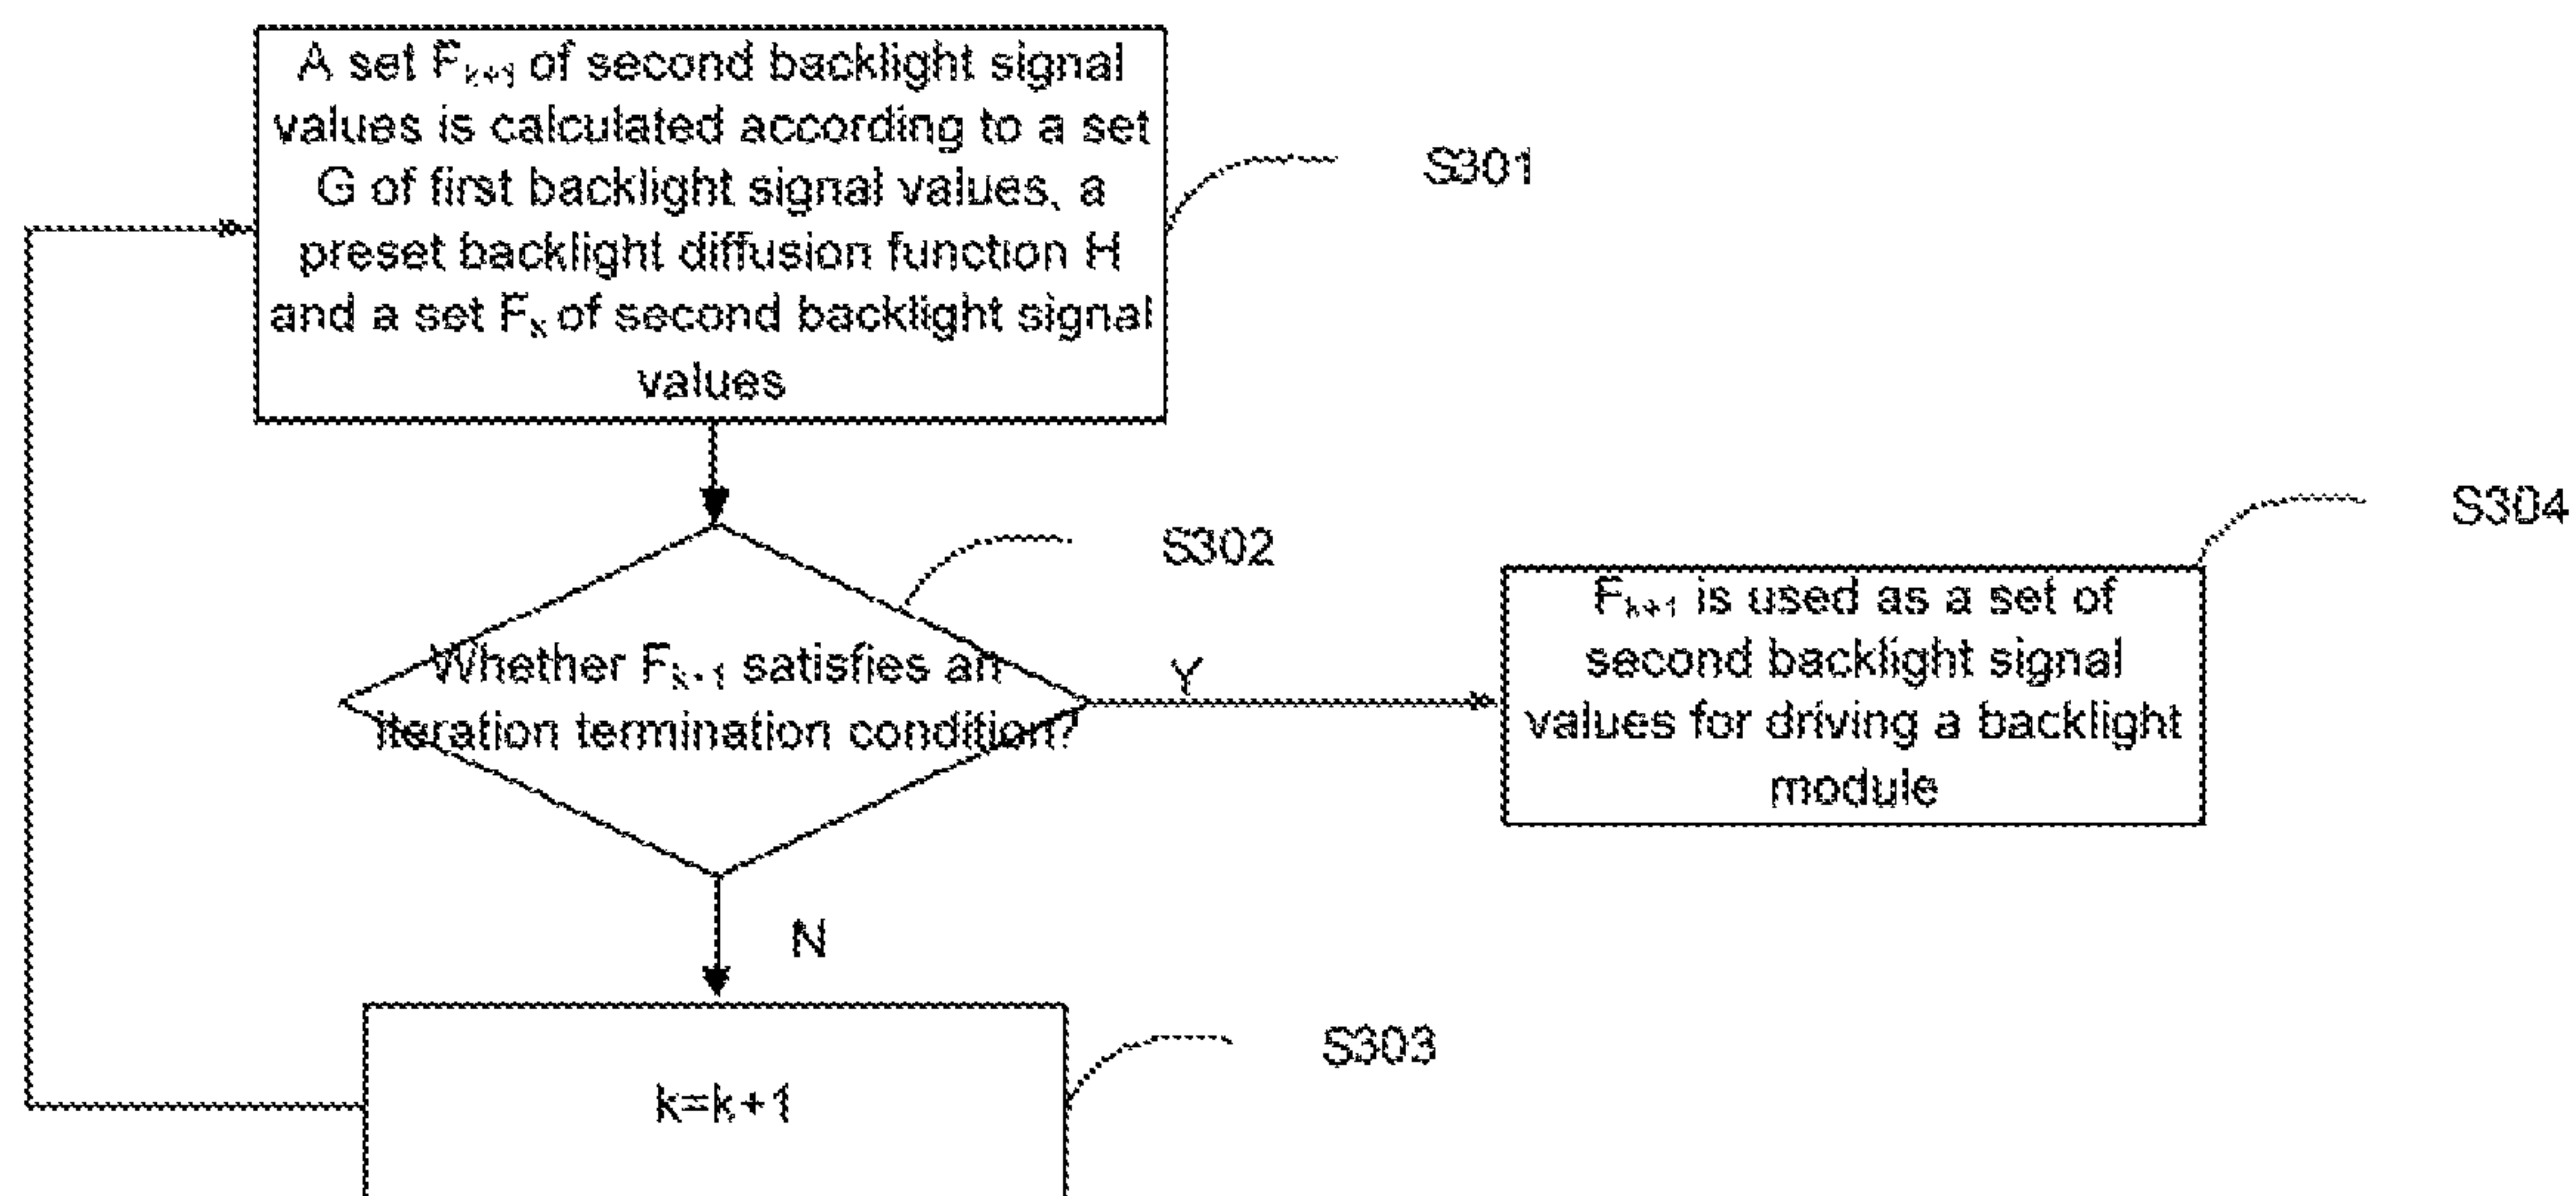 A set Fₖ₊₁ of second backlight signal
values is calculated according to a set
G of first backlight signal values, a
preset backlight diffusion function H
and a set Fₖ of second backlight signal
values
S301
S302
Whether Fₖ₊₁ satisfies an
iteration termination condition?
Y
N
S304
Fₖ₊₁ is used as a set of
second backlight signal
values for driving a backlight
module
k=k+1
S303